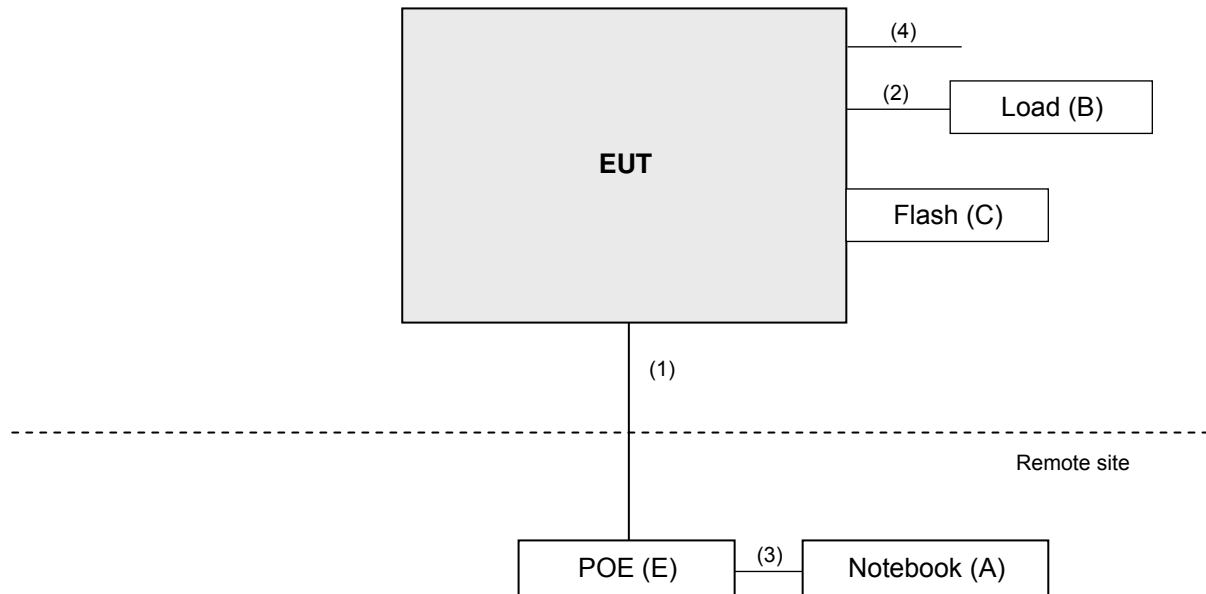 (4)
(2)
Load (B)
EUT
Flash (C)
(1)
Remote site
POE (E)
(3)
Notebook (A)